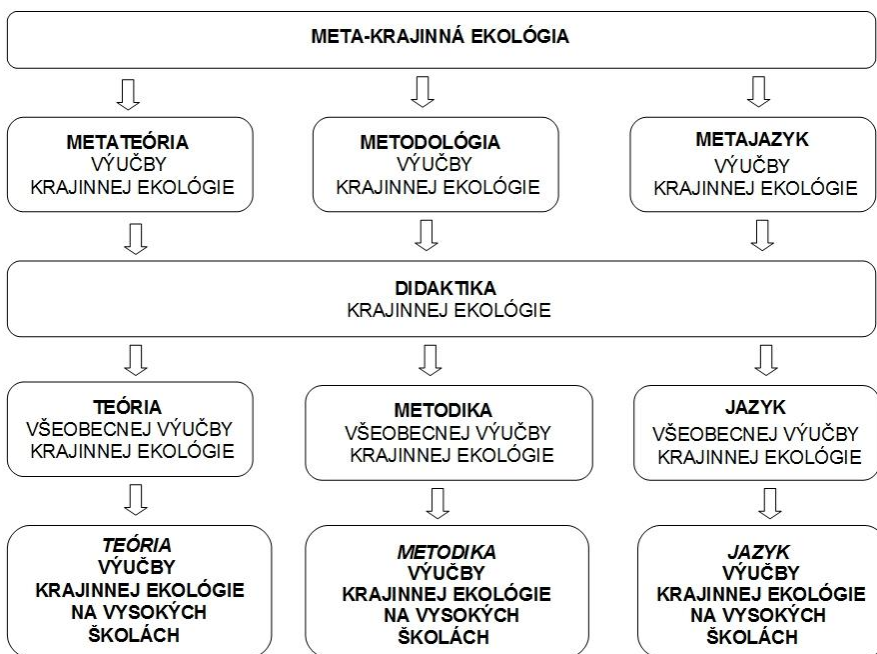 META-KRAJINNÁ EKOLÓGIA
METATEÓRIA
VÝUČBY
KRAJINNEJ EKOLÓGIE
METODOLÓGIA
VÝUČBY
KRAJINNEJ EKOLÓGIE
METAJAZYK
VÝUČBY
KRAJINNEJ EKOLÓGIE
DIDAKTIKA
KRAJINNEJ EKOLÓGIE
TEÓRIA
VŠEOBECNEJ VÝUČBY
KRAJINNEJ EKOLÓGIE
METODIKA
VŠEOBECNEJ VÝUČBY
KRAJINNEJ EKOLÓGIE
JAZYK
VŠEOBECNEJ VÝUČBY
KRAJINNEJ EKOLÓGIE
TEÓRIA
VÝUČBY
KRAJINNEJ EKOLÓGIE
NA VYSOKÝCH
ŠKOLÁCH
METODIKA
VÝUČBY
KRAJINNEJ EKOLÓGIE
NA VYSOKÝCH
ŠKOLÁCH
JAZYK
VÝUČBY
KRAJINNEJ EKOLÓGIE
NA VYSOKÝCH
ŠKOLÁCH